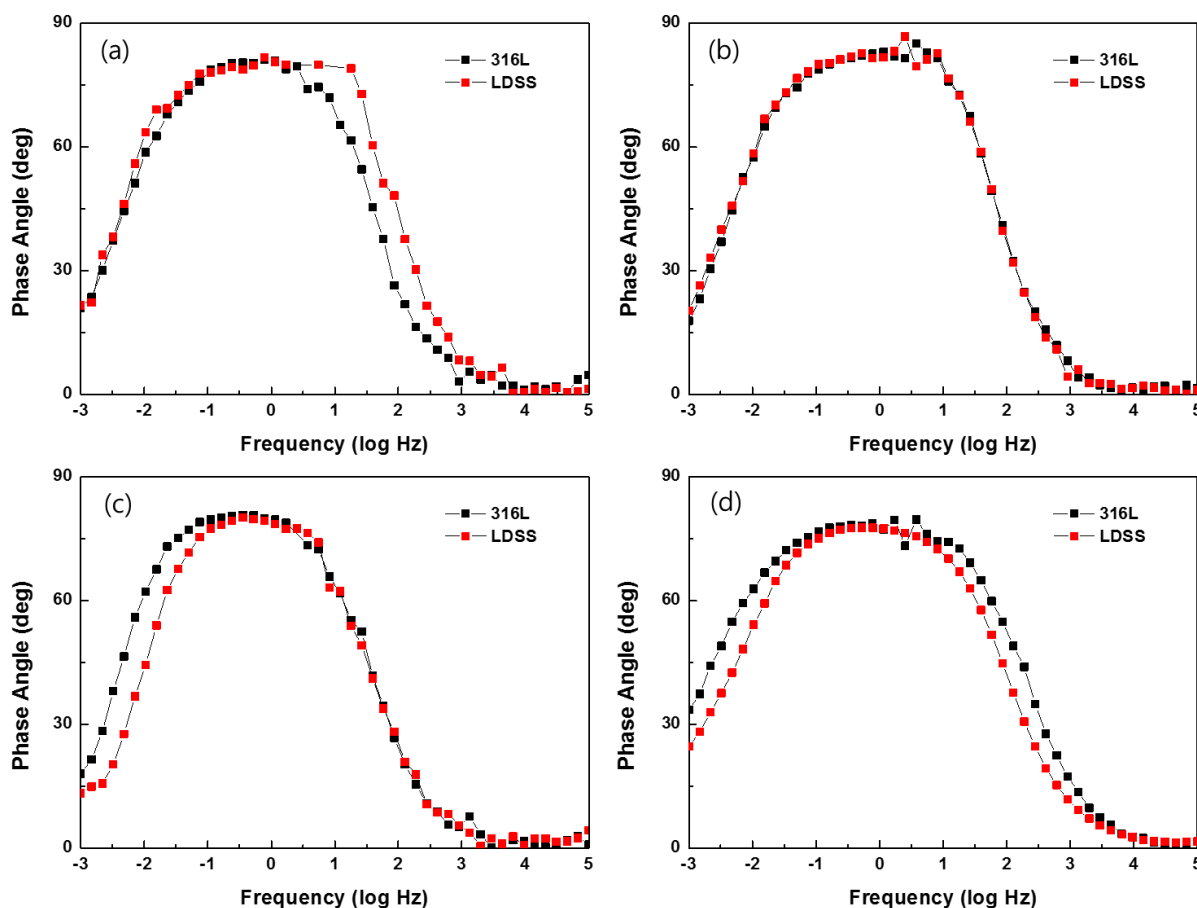 (a)
316L
LDSS
90
60
30
0
-3 -2 -1 0 1 2 3 4 5
Phase Angle (deg)
Frequency (log Hz)
(b)
316L
LDSS
90
60
30
0
-3 -2 -1 0 1 2 3 4 5
Phase Angle (deg)
Frequency (log Hz)
(c)
316L
LDSS
90
60
30
0
-3 -2 -1 0 1 2 3 4 5
Phase Angle (deg)
Frequency (log Hz)
(d)
316L
LDSS
90
60
30
0
-3 -2 -1 0 1 2 3 4 5
Phase Angle (deg)
Frequency (log Hz)